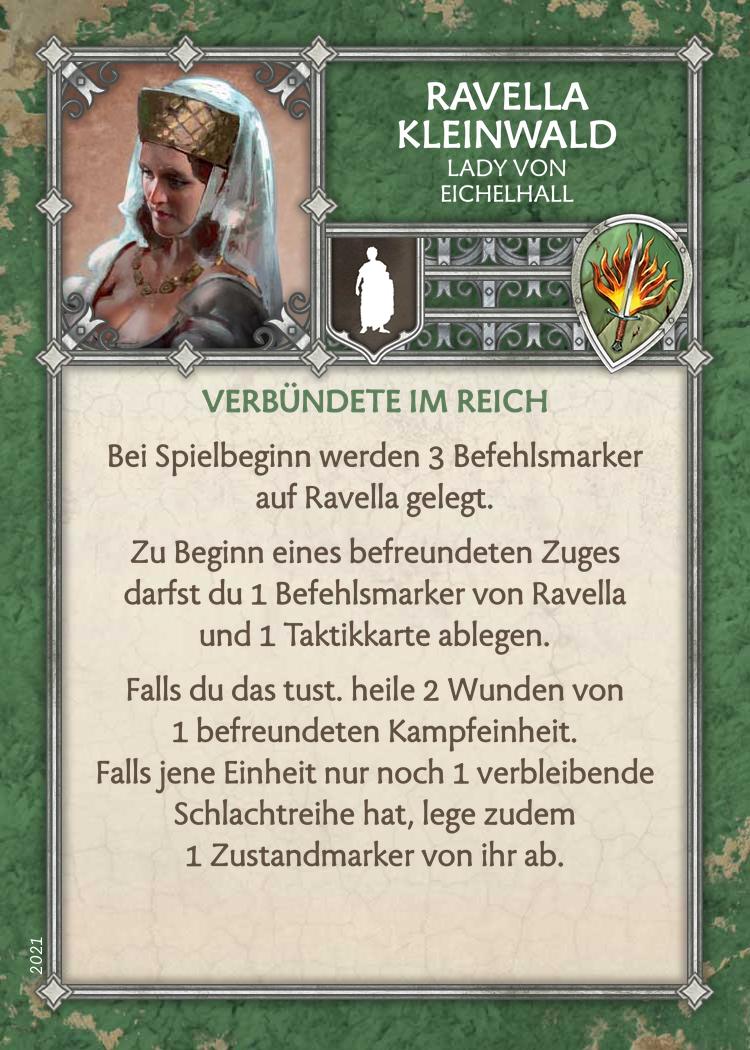 RAVELLA
KLEINWALD
LADY VON
EICHELHALL
VERBÜNDETE IM REICH
Bei Spielbeginn werden 3 Befehlsmarker
auf Ravella gelegt.
Zu Beginn eines befreundeten Zuges
darfst du 1 Befehlsmarker von Ravella
und 1 Taktikkarte ablegen.
Falls du das tust. heile 2 Wunden von
1 befreundeten Kampfeinheit.
Falls jene Einheit nur noch 1 verbleibende
Schlachtreihe hat, lege zudem
1 Zustandmarker von ihr ab.
2021